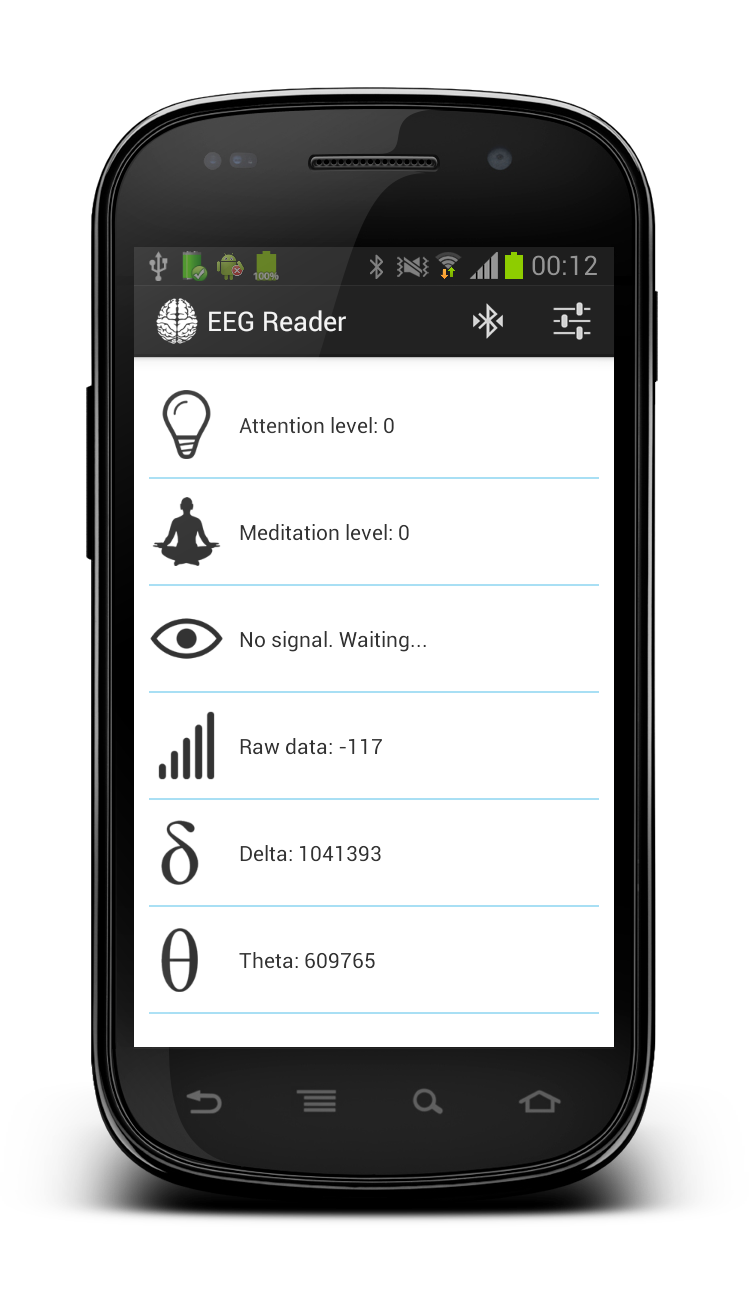 100%
00:12
EEG Reader
Attention level: 0
Meditation level: 0
No signal. Waiting...
Raw data: -117
δ
Delta: 1041393
θ
Theta: 609765